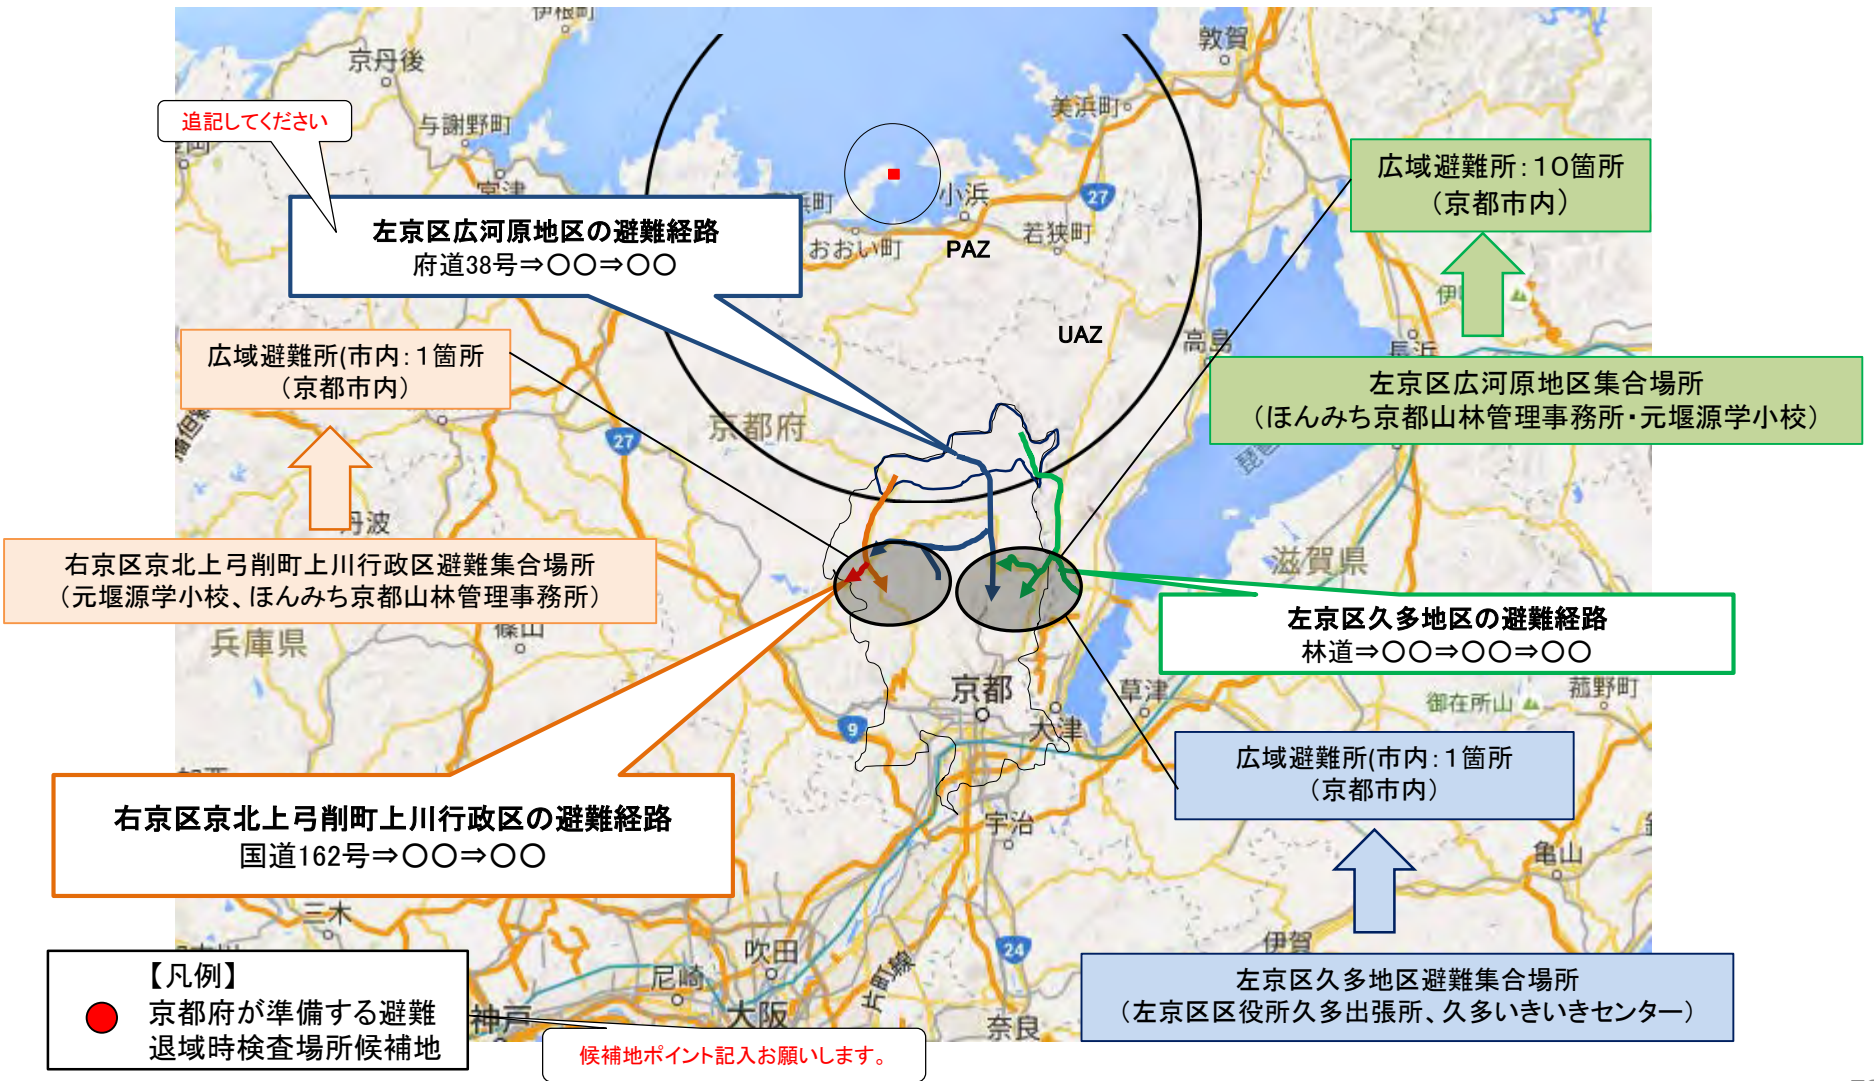 伊根町
京丹後
敦賀
美浜町
追記してください
与謝野町
広域避難所：１０箇所
（京都市内）
宮津
小浜
27
左京区広河原地区の避難経路
府道38号⇒〇〇⇒〇〇
おおい町
PAZ
若狭町
UAZ
高島
長浜
広域避難所(市内：１箇所
（京都市内）
左京区広河原地区集合場所
（ほんみち京都山林管理事務所・元堰源学小校）
京都府
27
丹波
右京区京北上弓削町上川行政区避難集合場所
（元堰源学小校、ほんみち京都山林管理事務所）
滋賀県
左京区久多地区の避難経路
林道⇒〇〇⇒〇〇⇒〇〇
兵庫県
篠山
京都
草津
御在所山
菰野町
大津
9
広域避難所(市内：１箇所
（京都市内）
右京区京北上弓削町上川行政区の避難経路
国道162号⇒〇〇⇒〇〇
宇治
亀山
三木
吹田
24
伊賀
尼崎
片町線
左京区久多地区避難集合場所
（左京区区役所久多出張所、久多いきいきセンター）
【凡例】
京都府が準備する避難
退域時検査場所候補地
神戸
大阪
奈良
候補地ポイント記入お願いします。